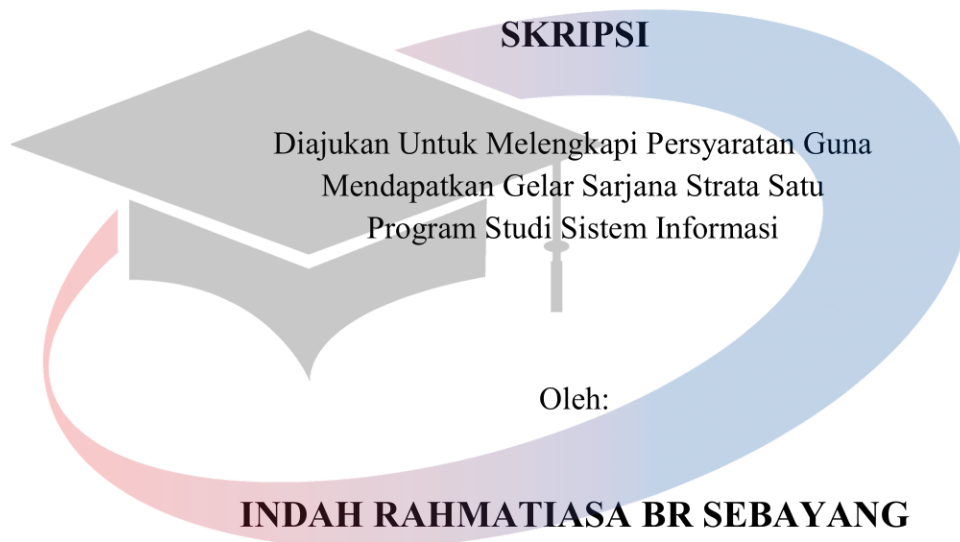 SKRIPSI
Diajukan Untuk Melengkapi Persyaratan Guna
Mendapatkan Gelar Sarjana Strata Satu
Program Studi Sistem Informasi
Oleh:
INDAH RAHMATIASA BR SEBAYANG